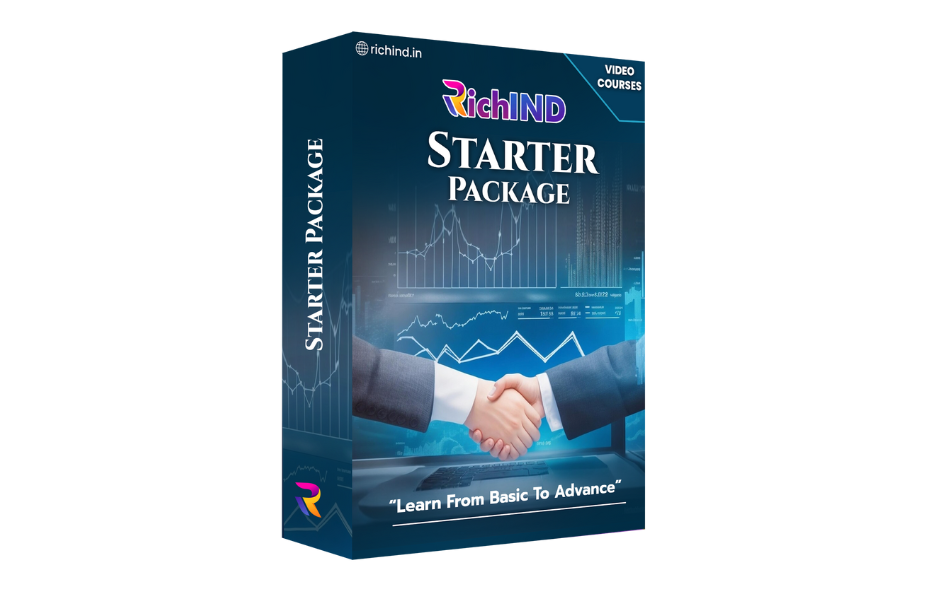 richind.in
VIDEO
COURSES
RichIND
STARTER
PACKAGE
"Learn From Basic To Advance"
STARTER PACKAGE